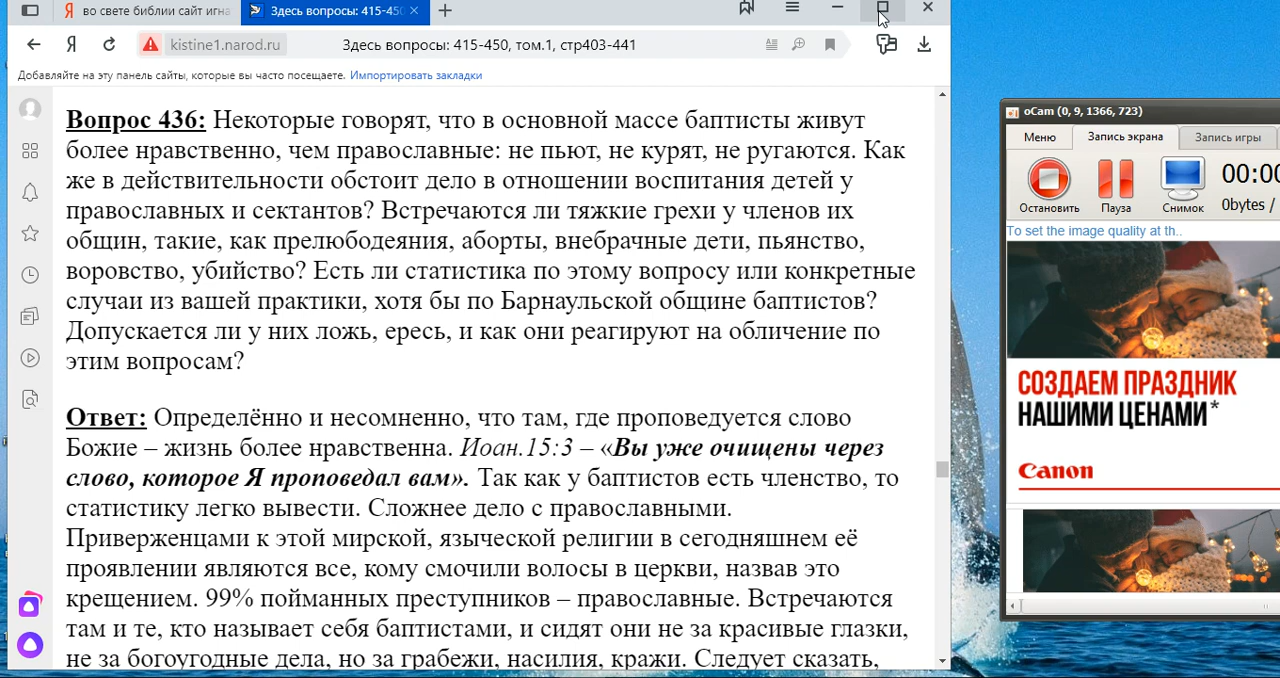 во свете библии сайт игна
Здесь вопросы: 415-450
kistine1.narod.ru
Здесь вопросы: 415-450, том.1, стр403-441
Добавляйте на эту панель сайты, которые вы часто посещаете. Импортировать закладки
Вопрос 436: Некоторые говорят, что в основной массе баптисты живут
более нравственно, чем православные: не пьют, не курят, не ругаются. Как
же в действительности обстоит дело в отношении воспитания детей у
православных и сектантов? Встречаются ли тяжкие грехи у членов их
общин, такие, как прелюбодеяния, аборты, внебрачные дети, пьянство,
воровство, убийство? Есть ли статистика по этому вопросу или конкретные
случаи из вашей практики, хотя бы по Барнаульской общине баптистов?
Допускается ли у них ложь, ересь, и как они реагируют на обличение по
этим вопросам?
Ответ: Определённо и несомненно, что там, где проповедуется слово
Божие – жизнь более нравственна. Иоан.15:3 – «Вы уже очищены через
слово, которое Я проповедал вам». Так как у баптистов есть членство, то
статистику легко вывести. Сложнее дело с православными.
Приверженцами к этой мирской, языческой религии в сегодняшнем её
проявлении являются все, кому смочили волосы в церкви, назвав это
крещением. 99% пойманных преступников – православные. Встречаются
там и те, кто называет себя баптистами, и сидят они не за красивые глазки,
не за богоугодные дела, но за грабежи, насилия, кражи. Следует сказать,
oCam (0, 9, 1366, 723)
Меню Запись экрана Запись игры
00:00
Остановить Пауза Снимок 0bytes /
To set the image quality at th..
СОЗДАЕМ ПРАЗДНИК
НАШИМИ ЦЕНАМИ*
Canon